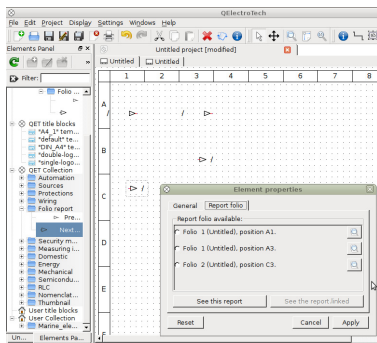 QElectroTech
File Edit Project Display Settings Windows Help
Elements Panel
Untitled project [modified]
Untitled Untitled
Filter:
1 2 3 4 5 6 7 8
Folio ...
A
/ /
QET title blocks
"A4_1" tem...
"default" te...
"DIN_A4" te...
"double-log...
"single-logo...
B
/
QET Collection
Automation
Sources
Protections
Wiring
Folio report
Pre...
Next...
/
C
Security m...
Measuring i...
Domestic
Energy
Mechanical
Semicondu...
RLC
Nomenclat...
Thumbnail
User title blocks
User Collection
Marine_ele...
D
E
F
Un... Elements Pa...
Element properties
General Report folio
Report folio available:
Folio 1 (Untitled), position A1.
Folio 1 (Untitled), position A3.
Folio 2 (Untitled), position C3.
See this report See the report linked
Reset Cancel Apply